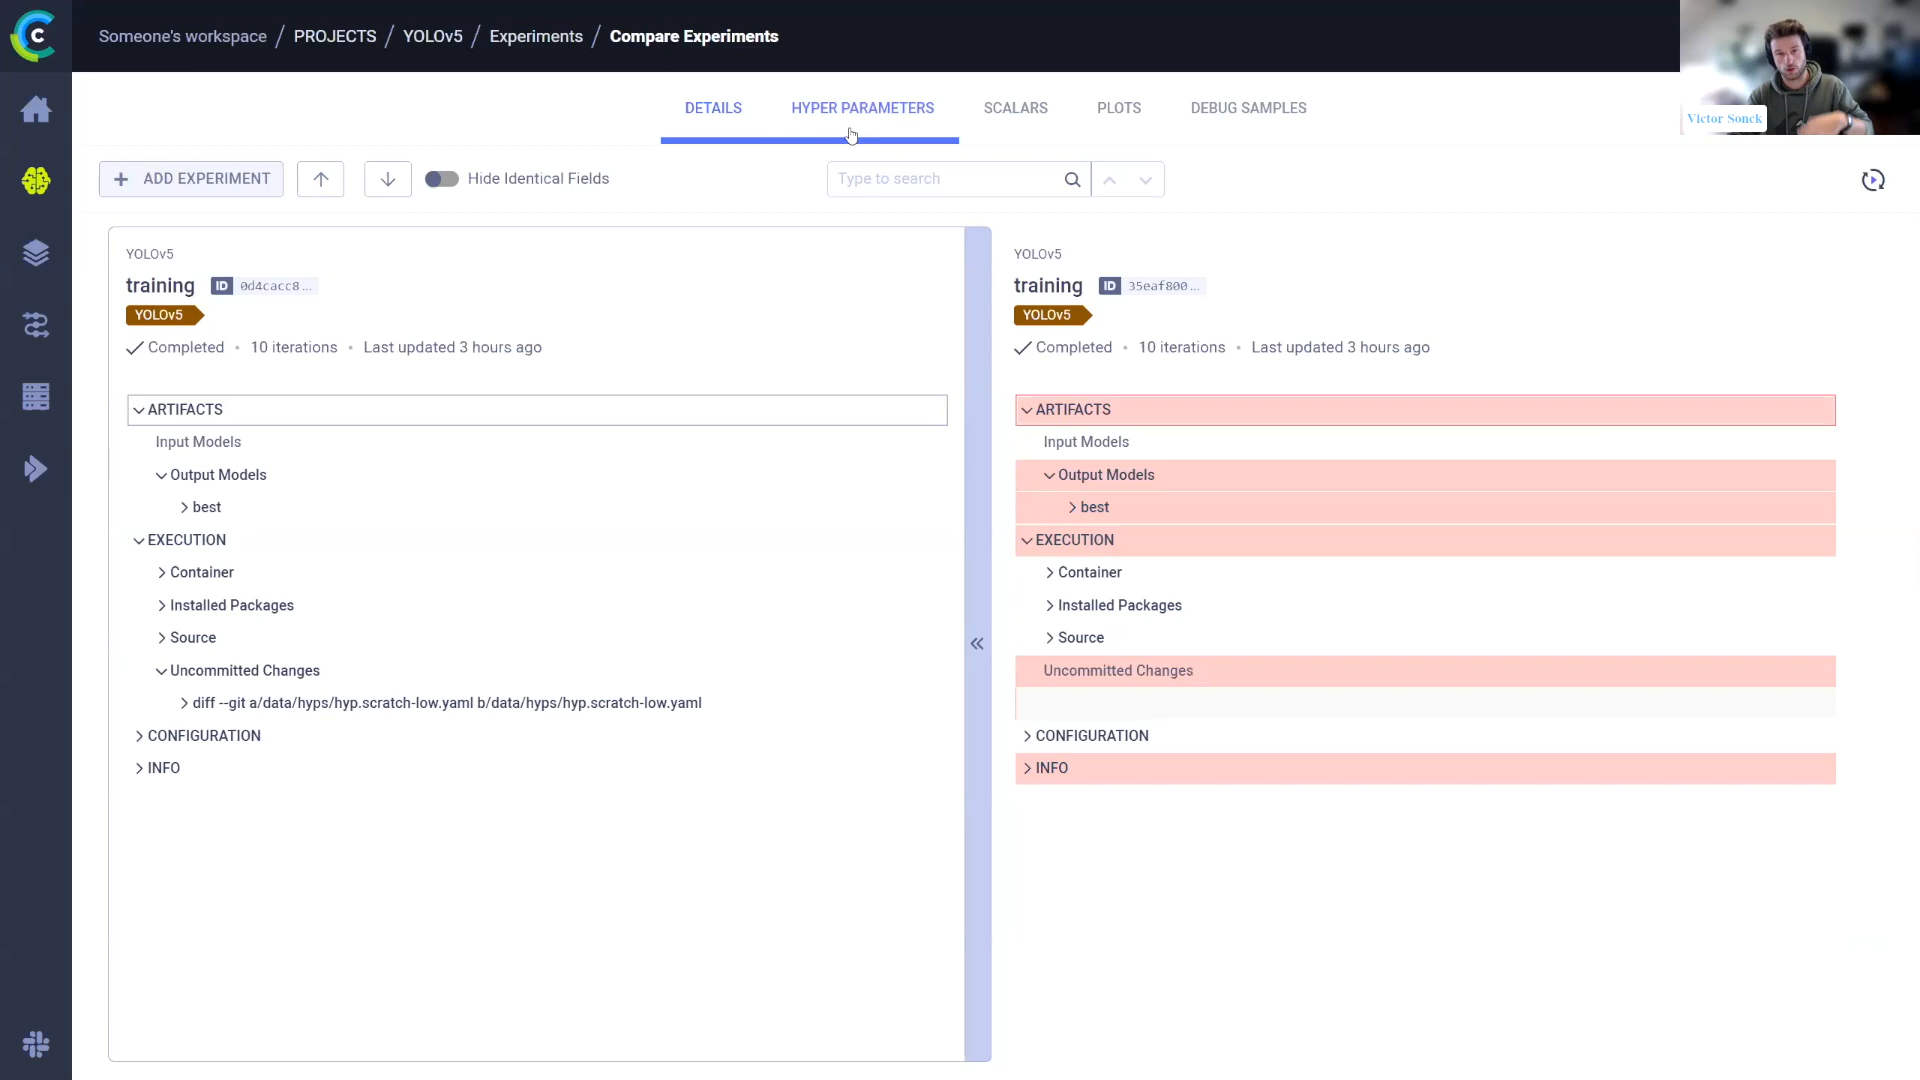 Someone's workspace / PROJECTS / YOLOv5 / Experiments / Compare Experiments
Victor Sonck
DETAILS HYPER PARAMETERS SCALARS PLOTS DEBUG SAMPLES
+ ADD EXPERIMENT Hide Identical Fields Type to search
YOLOv5
training ID 0d4cacc8...
YOLOv5
Completed • 10 iterations • Last updated 3 hours ago
ARTIFACTS
Input Models
Output Models
best
EXECUTION
Container
Installed Packages
Source
Uncommitted Changes
diff --git a/data/hyps/hyp.scratch-low.yaml b/data/hyps/hyp.scratch-low.yaml
CONFIGURATION
INFO
YOLOv5
training ID 35eaf800...
YOLOv5
Completed • 10 iterations • Last updated 3 hours ago
ARTIFACTS
Input Models
Output Models
best
EXECUTION
Container
Installed Packages
Source
Uncommitted Changes
CONFIGURATION
INFO